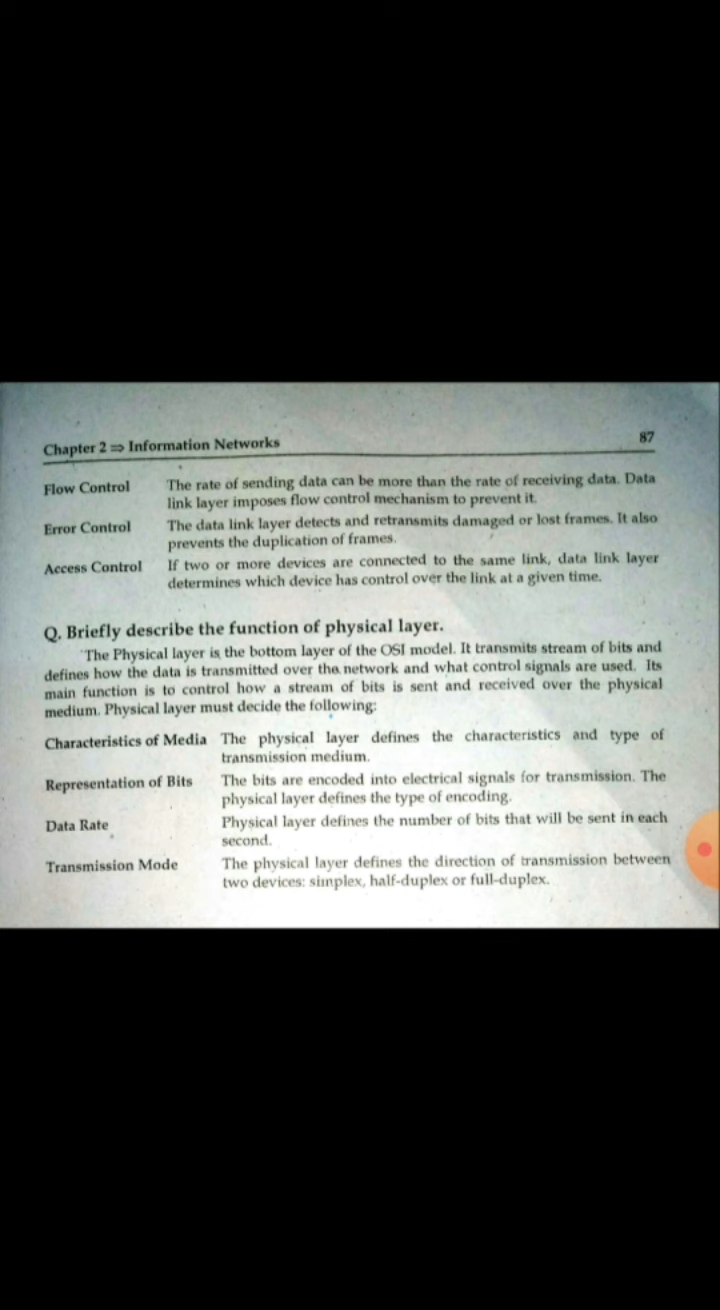 Chapter 2 ⇒ Information Networks 87
Flow Control The rate of sending data can be more than the rate of receiving data. Data
link layer imposes flow control mechanism to prevent it.
Error Control The data link layer detects and retransmits damaged or lost frames. It also
prevents the duplication of frames.
Access Control If two or more devices are connected to the same link, data link layer
determines which device has control over the link at a given time.
Q. Briefly describe the function of physical layer.
The Physical layer is the bottom layer of the OSI model. It transmits stream of bits and
defines how the data is transmitted over the network and what control signals are used. Its
main function is to control how a stream of bits is sent and received over the physical
medium. Physical layer must decide the following:
Characteristics of Media The physical layer defines the characteristics and type of
transmission medium.
Representation of Bits The bits are encoded into electrical signals for transmission. The
physical layer defines the type of encoding.
Data Rate Physical layer defines the number of bits that will be sent in each
second.
Transmission Mode The physical layer defines the direction of transmission between
two devices: simplex, half-duplex or full-duplex.